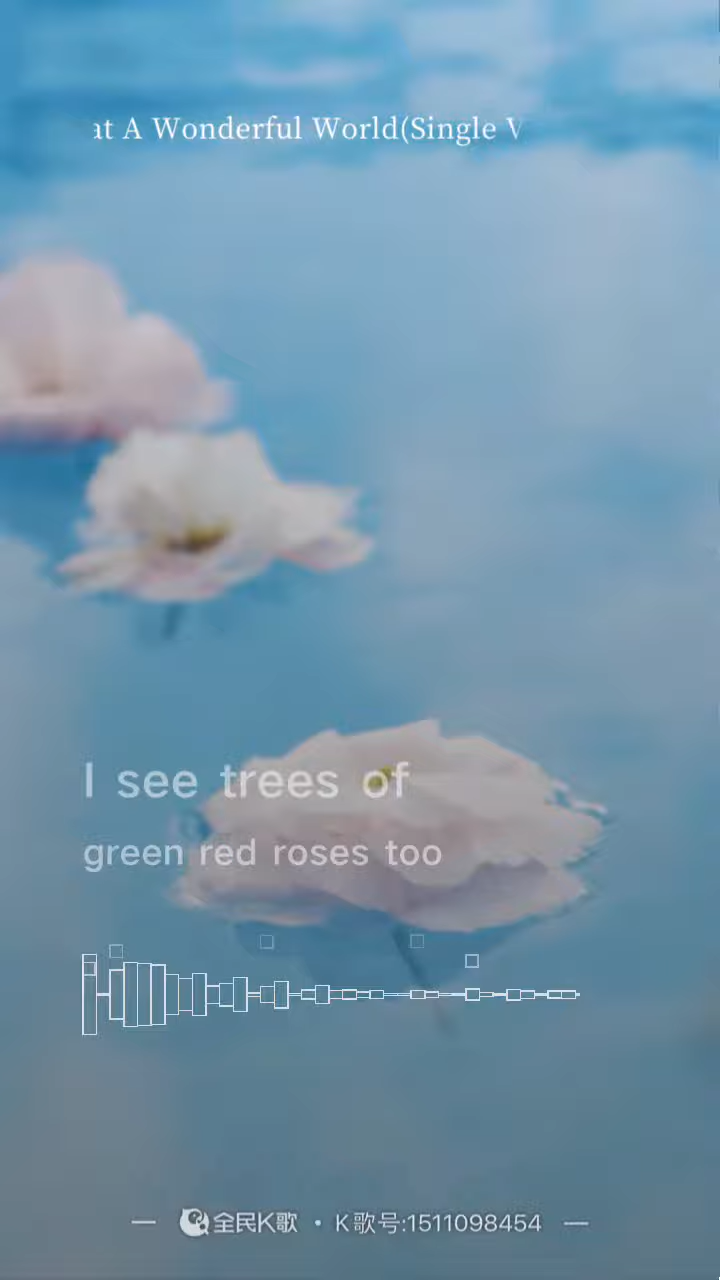 at A Wonderful World(Single V
I see trees of
green red roses too
全民K歌 • K歌号:1511098454